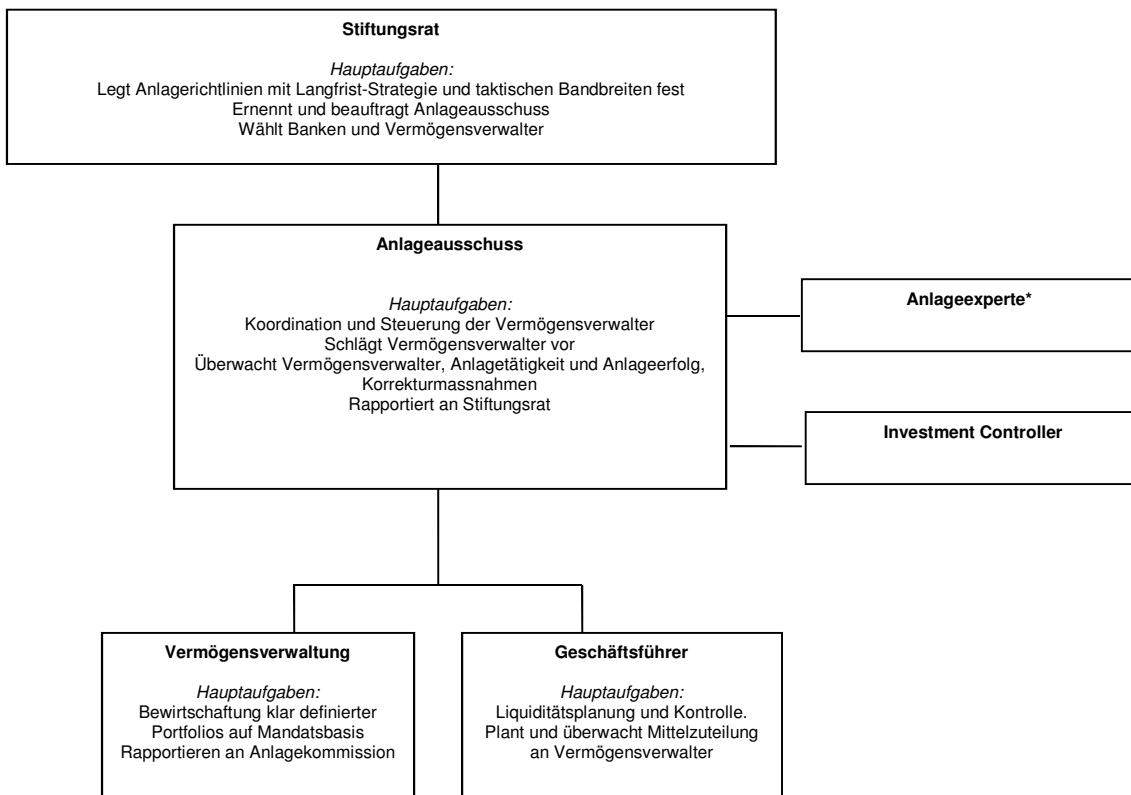 Stiftungsrat
Hauptaufgaben:
Legt Anlagerichtlinien mit Langfrist-Strategie und taktischen Bandbreiten fest
Ernennt und beauftragt Anlageausschuss
Wählt Banken und Vermögensverwalter
Anlageausschuss
Hauptaufgaben:
Koordination und Steuerung der Vermögensverwalter
Schlägt Vermögensverwalter vor
Überwacht Vermögensverwalter, Anlagetätigkeit und Anlageerfolg,
Korrekturmassnahmen
Rapportiert an Stiftungsrat
Anlageexperte*
Investment Controller
Vermögensverwaltung
Hauptaufgaben:
Bewirtschaftung klar definierter
Portfolios auf Mandatsbasis
Rapportieren an Anlagekommission
Geschäftsführer
Hauptaufgaben:
Liquiditätsplanung und Kontrolle.
Plant und überwacht Mittelzuteilung
an Vermögensverwalter